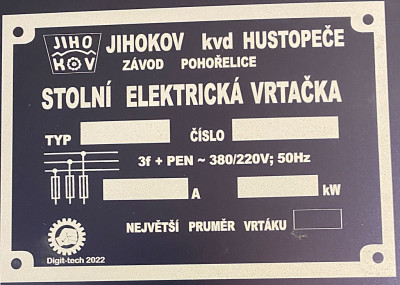 JIHO
KOV
JIHOKOV kvd HUSTOPEČE
ZÁVOD POHOŘELICE
STOLNÍ ELEKTRICKÁ VRTAČKA
TYP ČÍSLO
3f + PEN ~ 380/220V; 50Hz
A kW
NEJVĚTŠÍ PRUMĚR VRTÁKU
Digit-tech 2022